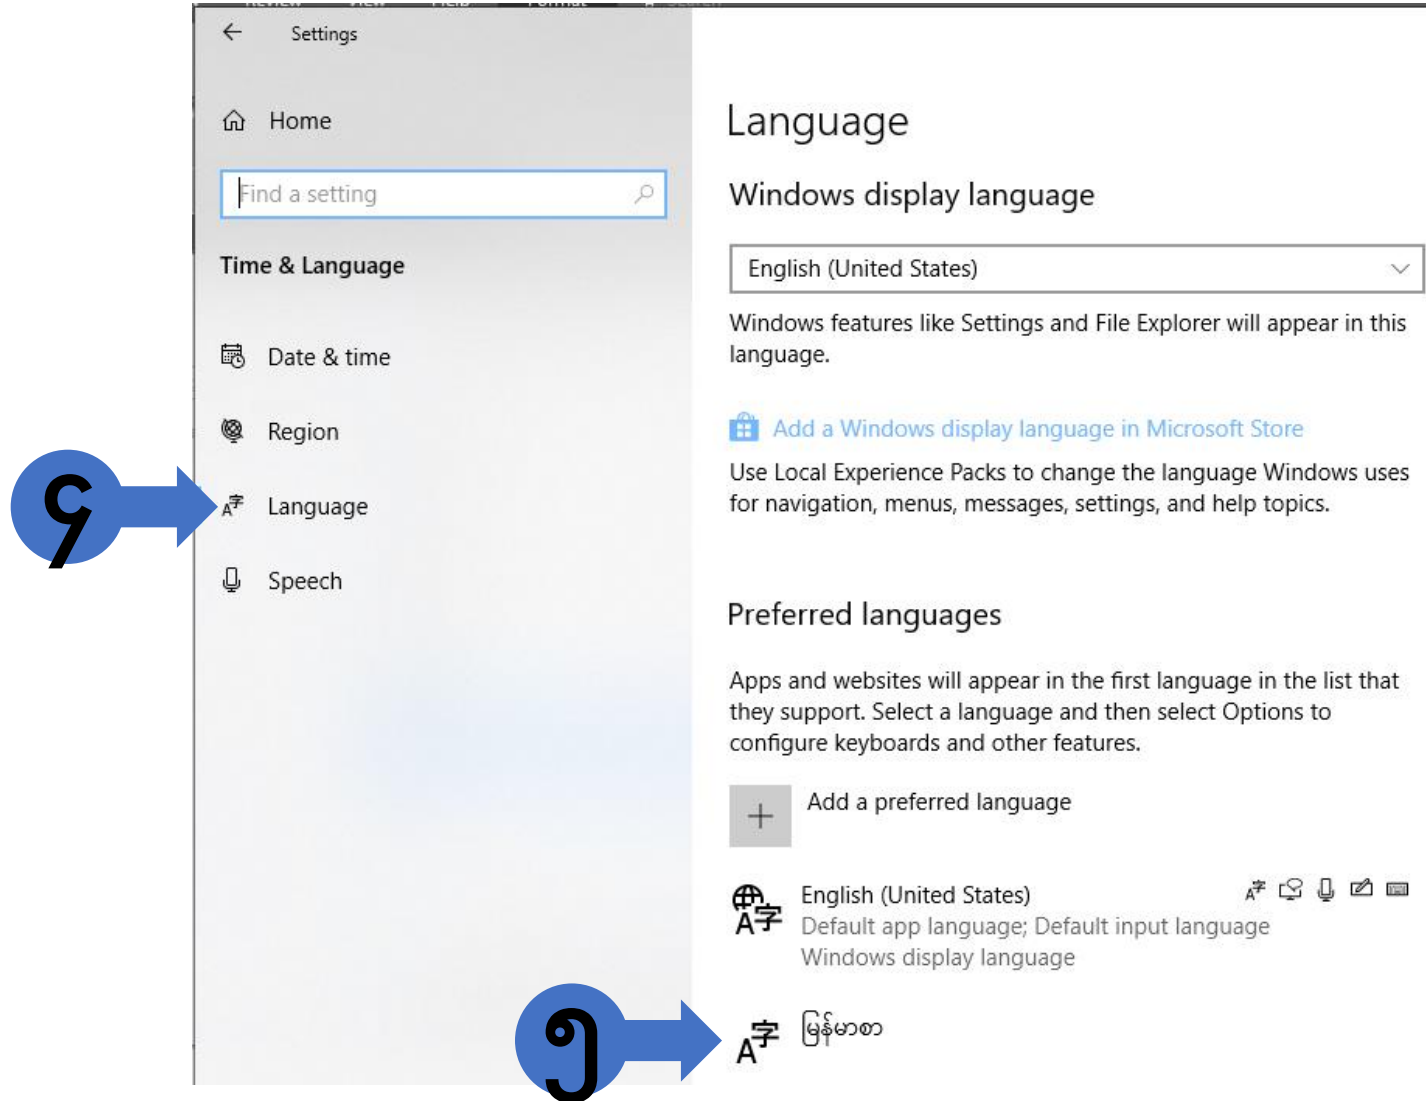 Settings
Home
Find a setting
Time & Language
Date & time
Region
၄
Language
Speech
Language
Windows display language
English (United States)
Windows features like Settings and File Explorer will appear in this
language.
Add a Windows display language in Microsoft Store
Use Local Experience Packs to change the language Windows uses
for navigation, menus, messages, settings, and help topics.
Preferred languages
Apps and websites will appear in the first language in the list that
they support. Select a language and then select Options to
configure keyboards and other features.
Add a preferred language
English (United States)
Default app language; Default input language
Windows display language
၅
မြန်မာစာ